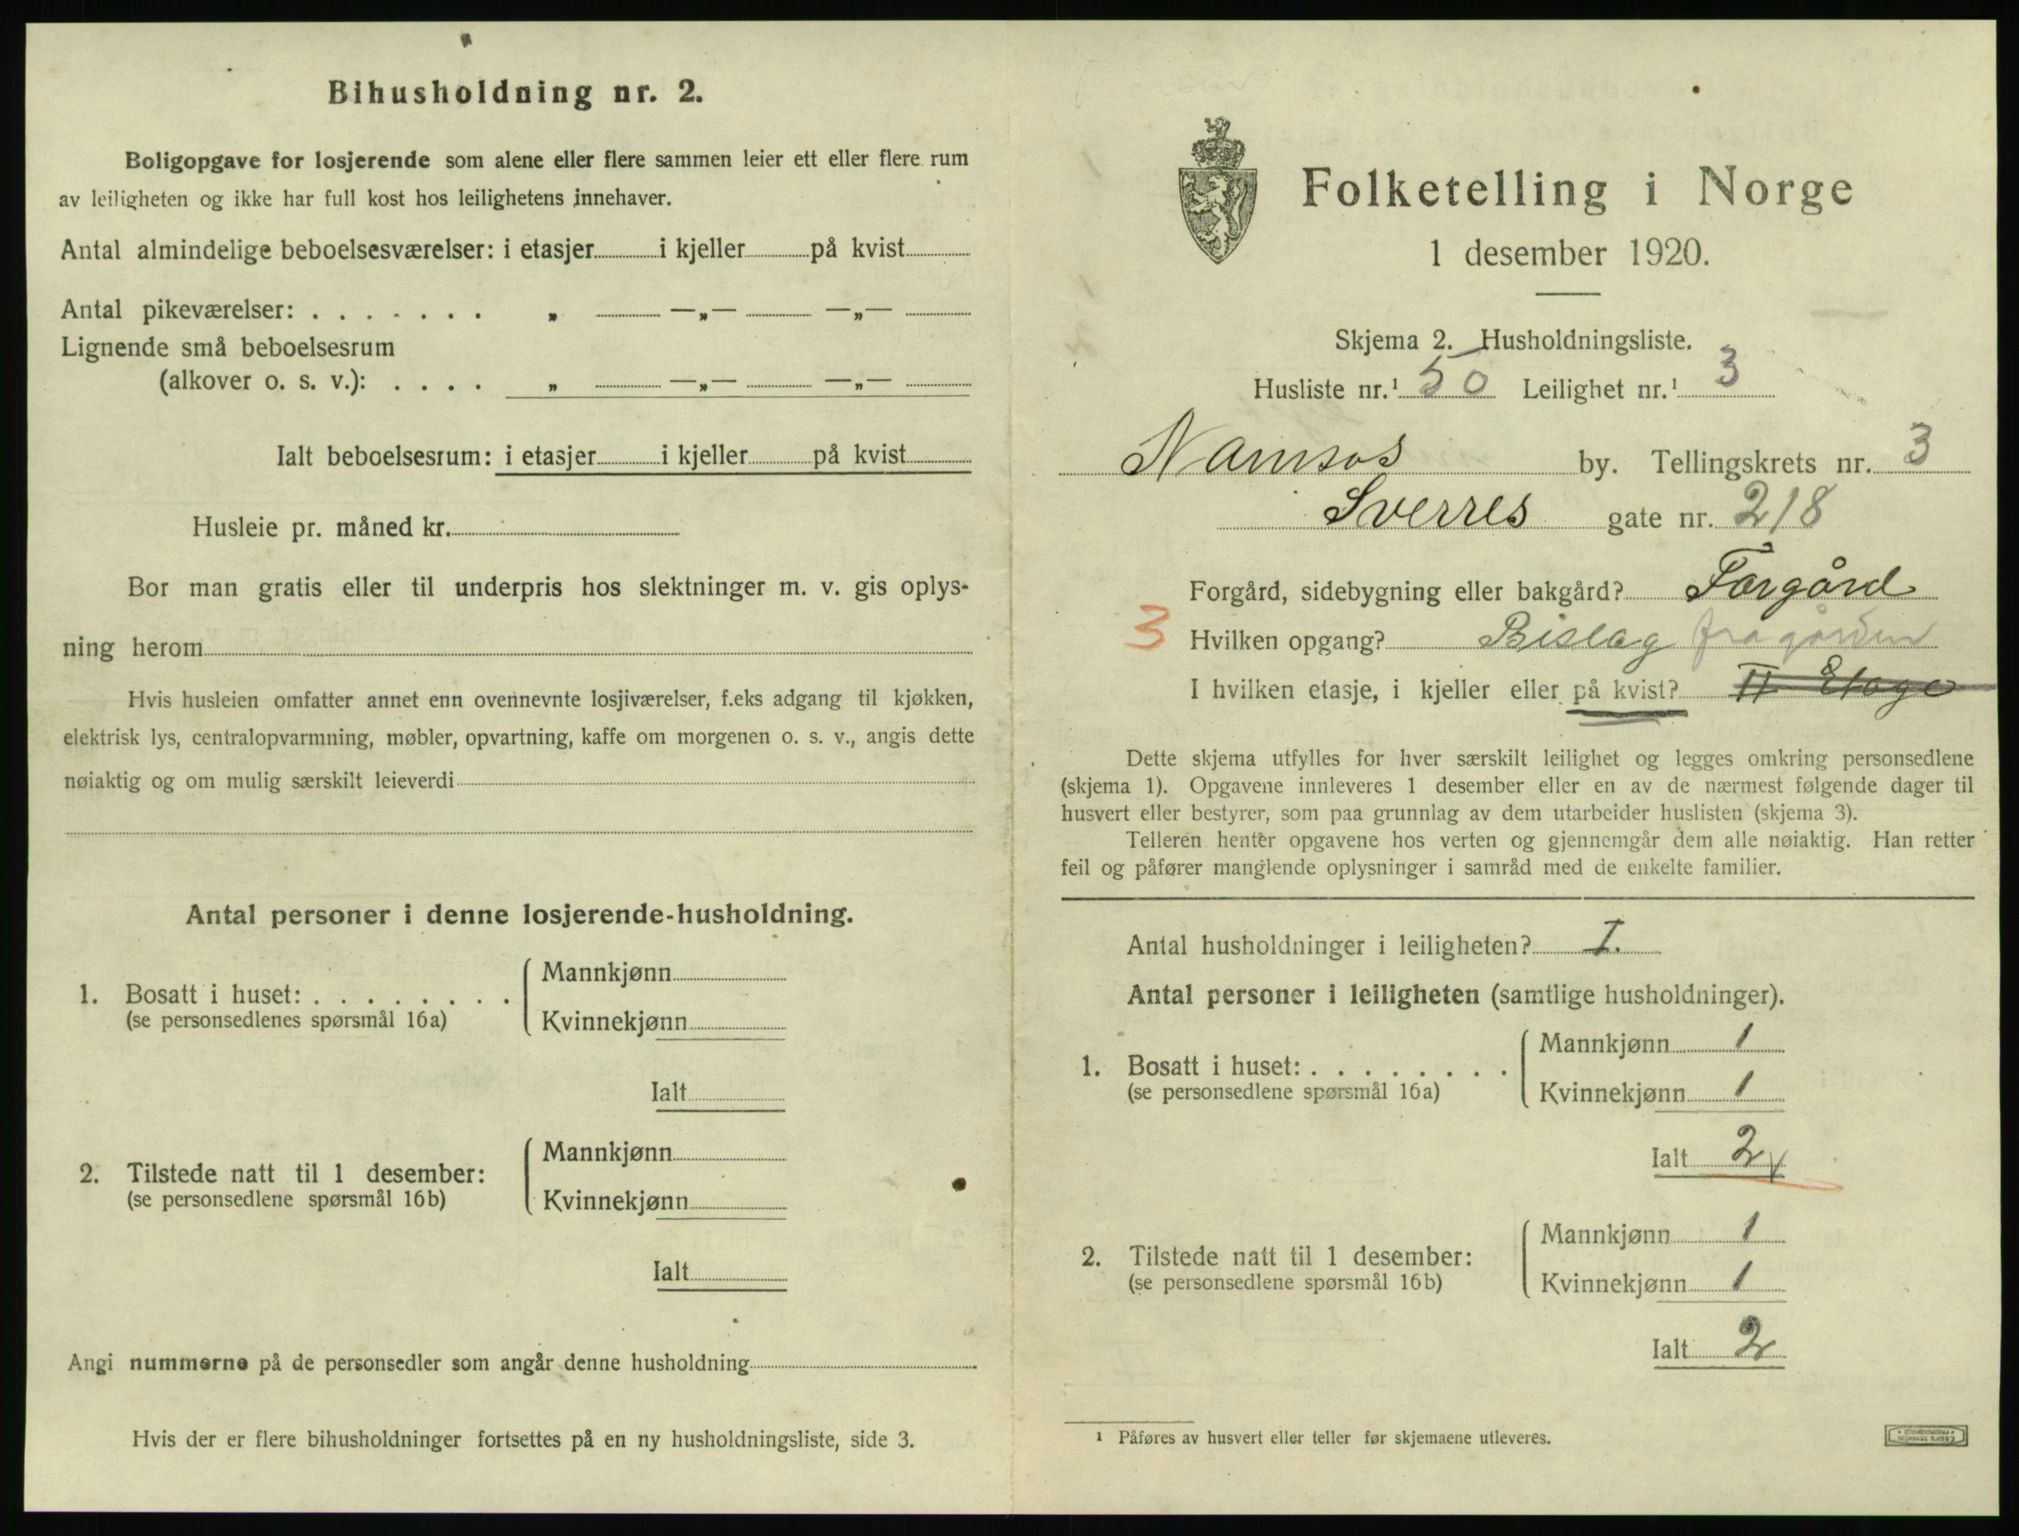 Bihusholdning nr. 2.
Boligopgave for losjerende som alene eller flere sammen leier ett eller flere rum
av leiligheten og ikke har full kost hos leilighetens innehaver.
Antal almindelige beboelsesværelser: i etasjer i kjeller på kvist
Antal pikeværelser: . . . . . . . „ —„— —„—
Lignende små beboelsesrum
(alkover o. s. v.): . . . . „ —„— —„—
Ialt beboelsesrum: i etasjer i kjeller på kvist
Husleie pr. måned kr.
Bor man gratis eller til underpris hos slektninger m. v. gis oplys-
ning herom
Hvis husleien omfatter annet enn ovennevnte losjiværelser, f.eks adgang til kjøkken,
elektrisk lys, centralopvarmning, møbler, opvartning, kaffe om morgenen o. s. v., angis dette
nøiaktig og om mulig særskilt leieverdi
Antal personer i denne losjerende-husholdning.
1. Bosatt i huset: . . . . . . . .
(se personsedlenes spørsmål 16a)
Mannkjønn
Kvinnekjønn
Ialt
2. Tilstede natt til 1 desember:
(se personsedlene spørsmål 16b)
Mannkjønn
Kvinnekjønn
Ialt
Angi nummerne på de personsedler som angår denne husholdning
Hvis der er flere bihusholdninger fortsettes på en ny husholdningsliste, side 3.
Folketelling i Norge
1 desember 1920.
Skjema 2. Husholdningsliste.
Husliste nr.¹ 50 Leilighet nr.¹ 3
Namsos by. Tellingskrets nr. 3
Sverres gate nr. 218
Forgård, sidebygning eller bakgård? Forgård
3 Hvilken opgang? Bislag fra gården
I hvilken etasje, i kjeller eller på kvist? II Etage
Dette skjema utfylles for hver særskilt leilighet og legges omkring personsedlene
(skjema 1). Opgavene innleveres 1 desember eller en av de nærmest følgende dager til
husvert eller bestyrer, som paa grunnlag av dem utarbeider huslisten (skjema 3).
Telleren henter opgavene hos verten og gjennemgår dem alle nøiaktig. Han retter
feil og påfører manglende oplysninger i samråd med de enkelte familier.
Antal husholdninger i leiligheten? I.
Antal personer i leiligheten (samtlige husholdninger).
1. Bosatt i huset: . . . . . . . .
(se personsedlene spørsmål 16a)
Mannkjønn 1
Kvinnekjønn 1
Ialt 2
2. Tilstede natt til 1 desember:
(se personsedlene spørsmål 16b)
Mannkjønn 1
Kvinnekjønn 1
Ialt 2
¹ Påføres av husvert eller teller før skjemaene utleveres.